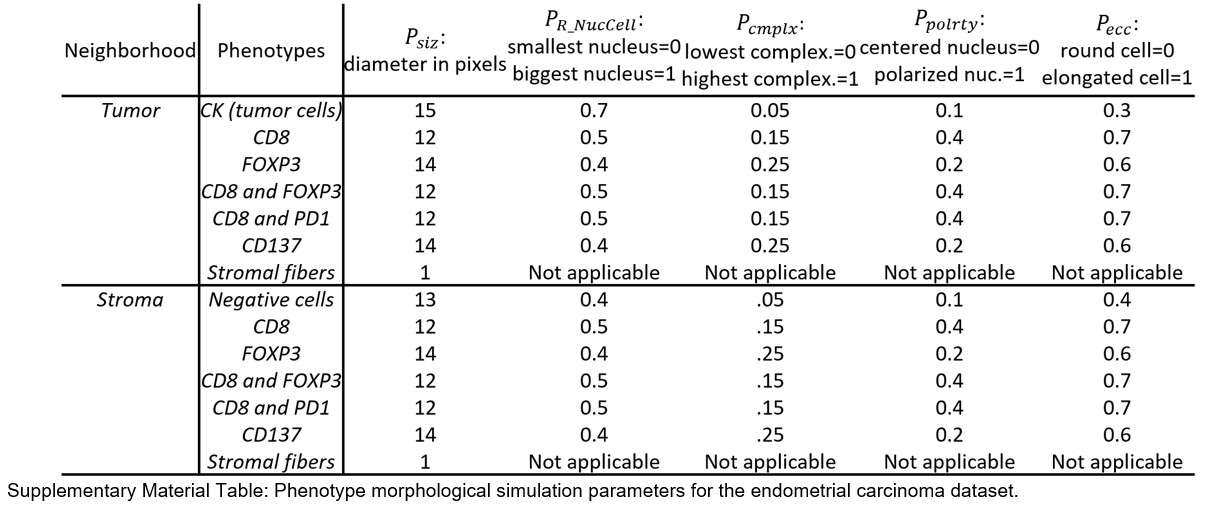 Neighborhood Phenotypes P_siz: diameter in pixels P_R_NucCell: smallest nucleus=0 biggest nucleus=1 P_cmplx: lowest complex.=0 highest complex.=1 P_polrty: centered nucleus=0 polarized nuc.=1 P_ecc: round cell=0 elongated cell=1
Tumor CK (tumor cells) 15 0.7 0.05 0.1 0.3
CD8 12 0.5 0.15 0.4 0.7
FOXP3 14 0.4 0.25 0.2 0.6
CD8 and FOXP3 12 0.5 0.15 0.4 0.7
CD8 and PD1 12 0.5 0.15 0.4 0.7
CD137 14 0.4 0.25 0.2 0.6
Stromal fibers 1 Not applicable Not applicable Not applicable Not applicable
Stroma Negative cells 13 0.4 .05 0.1 0.4
CD8 12 0.5 .15 0.4 0.7
FOXP3 14 0.4 .25 0.2 0.6
CD8 and FOXP3 12 0.5 .15 0.4 0.7
CD8 and PD1 12 0.5 .15 0.4 0.7
CD137 14 0.4 .25 0.2 0.6
Stromal fibers 1 Not applicable Not applicable Not applicable Not applicable
Supplementary Material Table: Phenotype morphological simulation parameters for the endometrial carcinoma dataset.